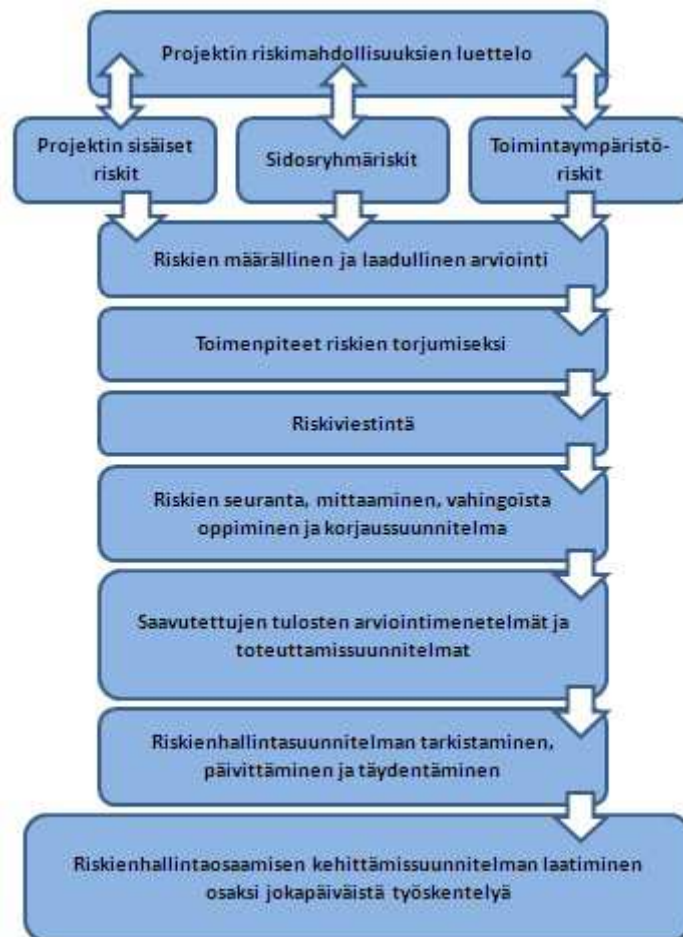 Projektin riskimahdollisuuksien luettelo
Projektin sisäiset
riskit
Sidosryhmäriskit
Toimintaympäristö-
riskit
Riskien määrällinen ja laadullinen arviointi
Toimenpiteet riskien torjumiseksi
Riskiviestintä
Riskien seuranta, mittaaminen, vahingoista
oppiminen ja korjaussuunnitelma
Saavutettujen tulosten arviointimenetelmät ja
toteuttamissuunnitelmat
Riskienhallintasuunnitelman tarkistaminen,
päivittäminen ja täydentäminen
Riskienhallintaosaamisen kehittämissuunnitelman laatiminen
osaksi jokapäiväistä työskentelyä